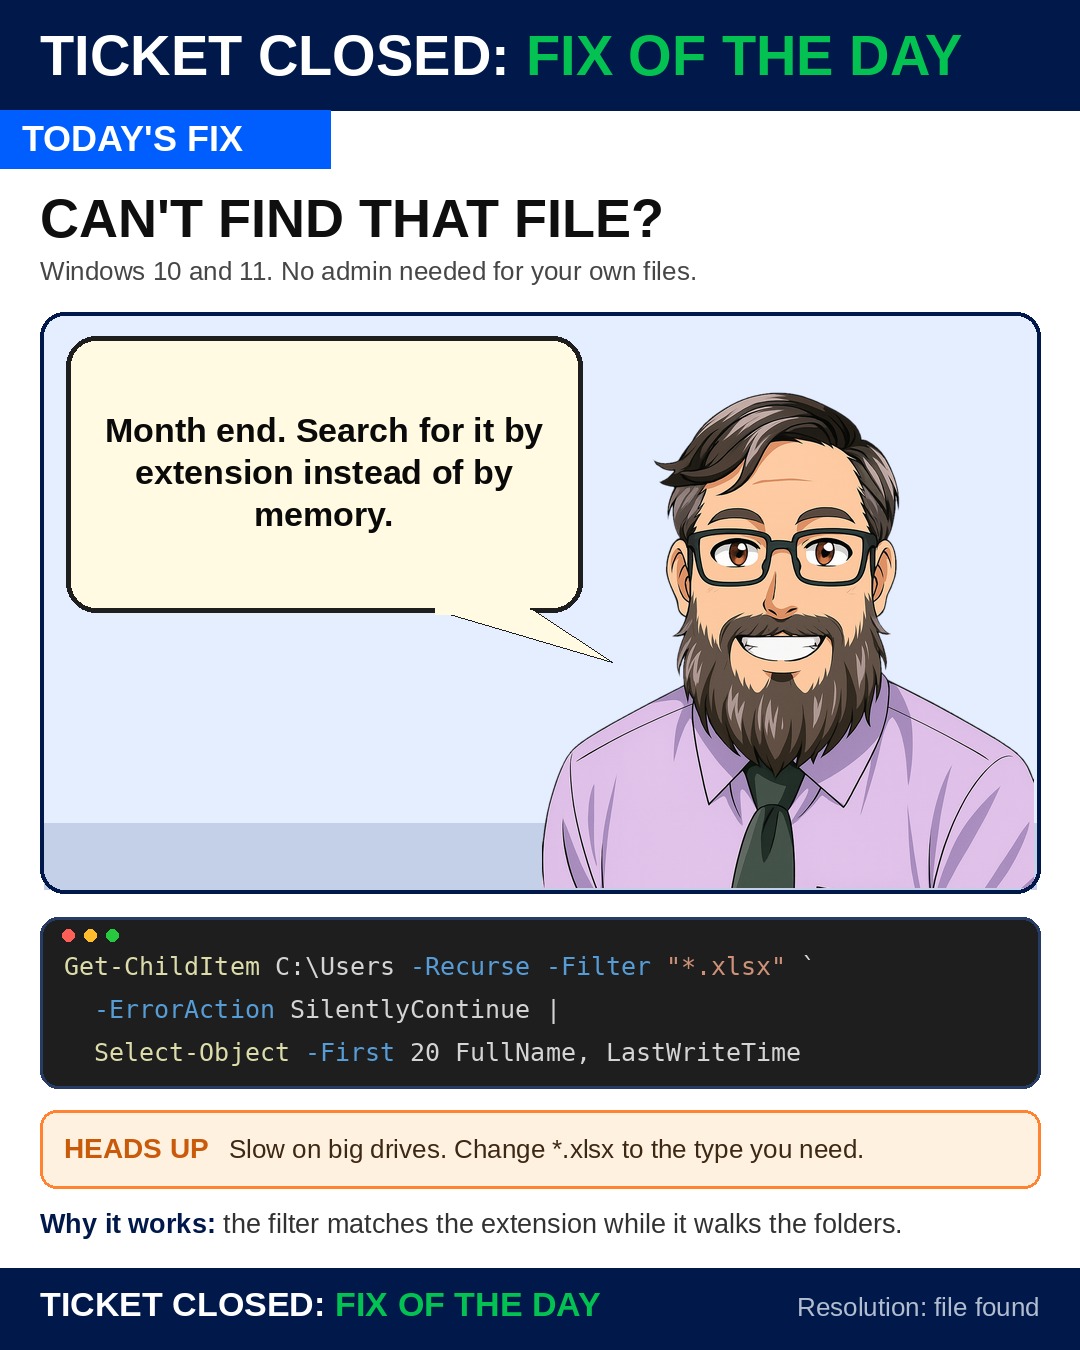 TICKET CLOSED: FIX OF THE DAY
TODAY'S FIX
CAN'T FIND THAT FILE?
Windows 10 and 11. No admin needed for your own files.
Month end. Search for it by
extension instead of by
memory.
Get-ChildItem C:\Users -Recurse -Filter "*.xlsx" `
  -ErrorAction SilentlyContinue |
  Select-Object -First 20 FullName, LastWriteTime
HEADS UP Slow on big drives. Change *.xlsx to the type you need.
Why it works: the filter matches the extension while it walks the folders.
TICKET CLOSED: FIX OF THE DAY
Resolution: file found